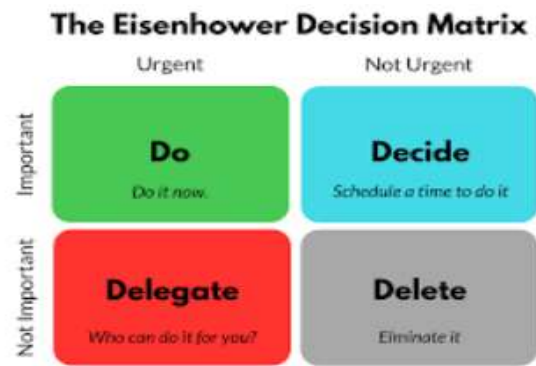 The Eisenhower Decision Matrix
Urgent
Not Urgent
Important
Do
Do it now.
Decide
Schedule a time to do it
Not Important
Delegate
Who can do it for you?
Delete
Eliminate it